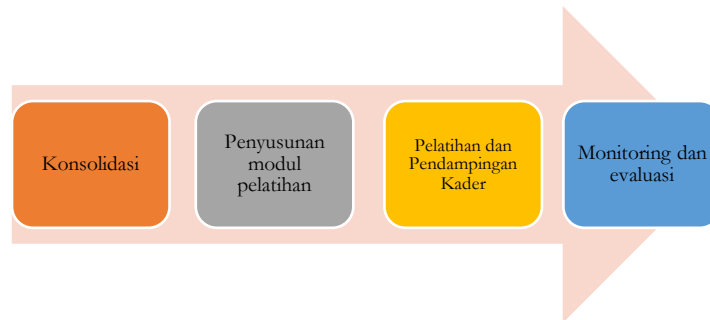 Konsolidasi
Penyusunan
modul
pelatihan
Pelatihan dan
Pendampingan
Kader
Monitoring dan
evaluasi